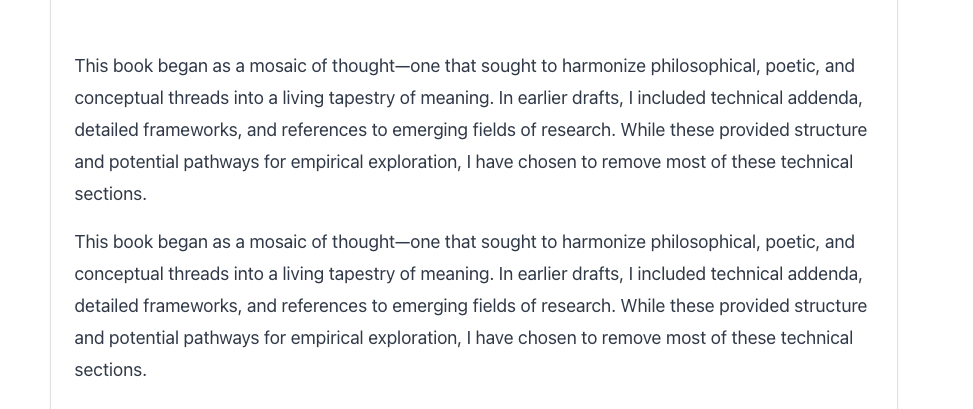 This book began as a mosaic of thought—one that sought to harmonize philosophical, poetic, and
conceptual threads into a living tapestry of meaning. In earlier drafts, I included technical addenda,
detailed frameworks, and references to emerging fields of research. While these provided structure
and potential pathways for empirical exploration, I have chosen to remove most of these technical
sections.
This book began as a mosaic of thought—one that sought to harmonize philosophical, poetic, and
conceptual threads into a living tapestry of meaning. In earlier drafts, I included technical addenda,
detailed frameworks, and references to emerging fields of research. While these provided structure
and potential pathways for empirical exploration, I have chosen to remove most of these technical
sections.